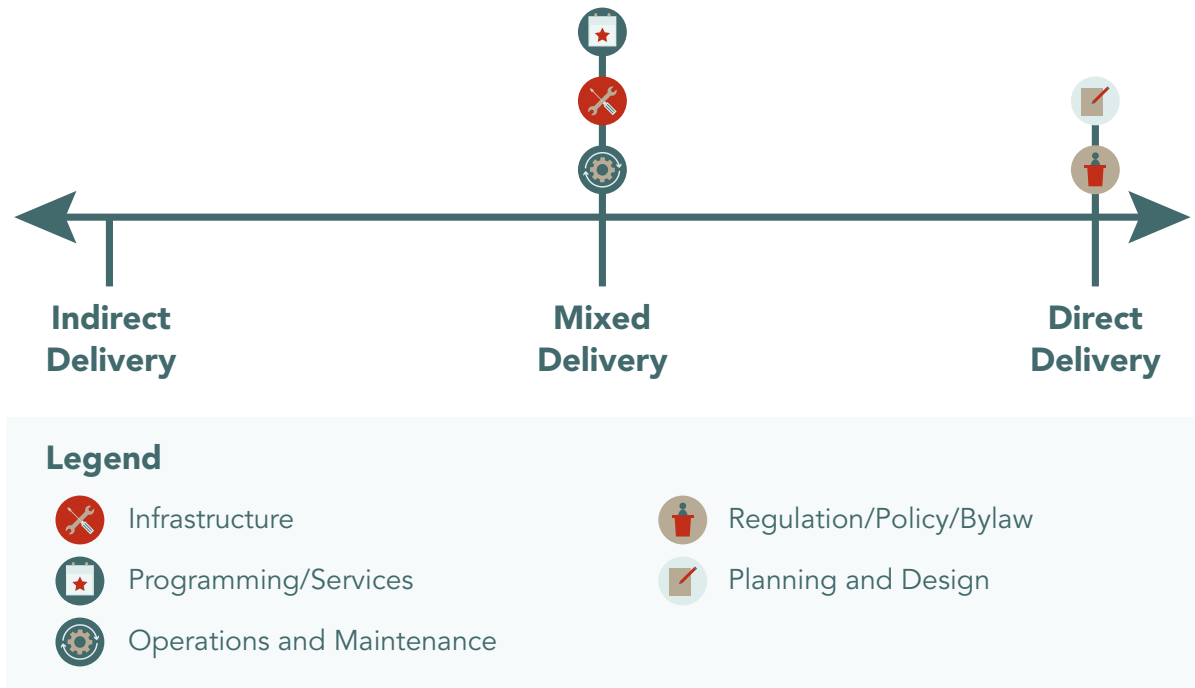 Indirect
Delivery
Mixed
Delivery
Direct
Delivery
Legend
Infrastructure
Programming/Services
Operations and Maintenance
Regulation/Policy/Bylaw
Planning and Design